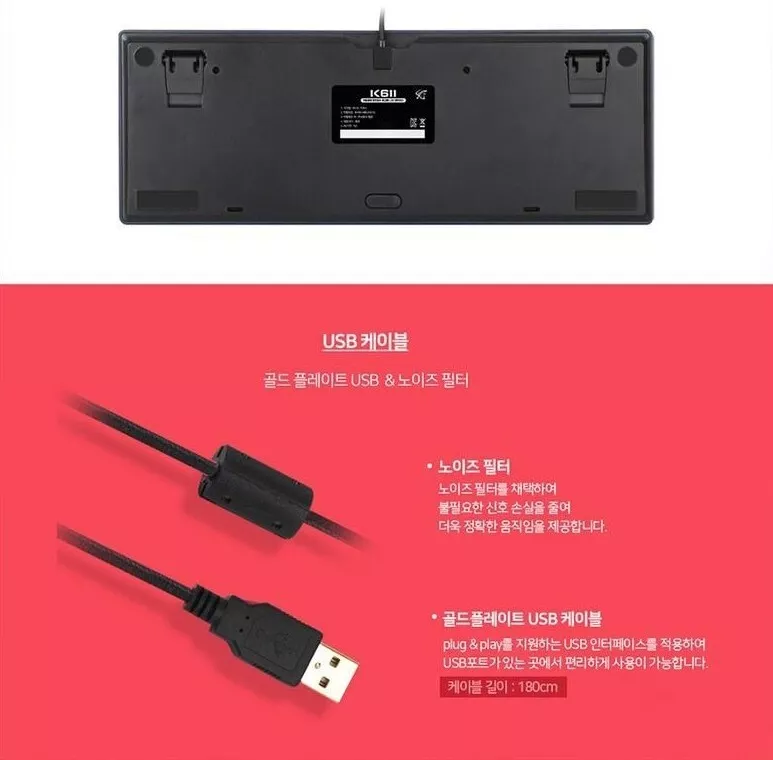 K611
USB 케이블
골드 플레이트 USB & 노이즈 필터
• 노이즈 필터
노이즈 필터를 채택하여
불필요한 신호 손실을 줄여
더욱 정확한 움직임을 제공합니다.
• 골드플레이트 USB 케이블
plug & play를 지원하는 USB 인터페이스를 적용하여
USB포트가 있는 곳에서 편리하게 사용이 가능합니다.
케이블 길이 : 180cm